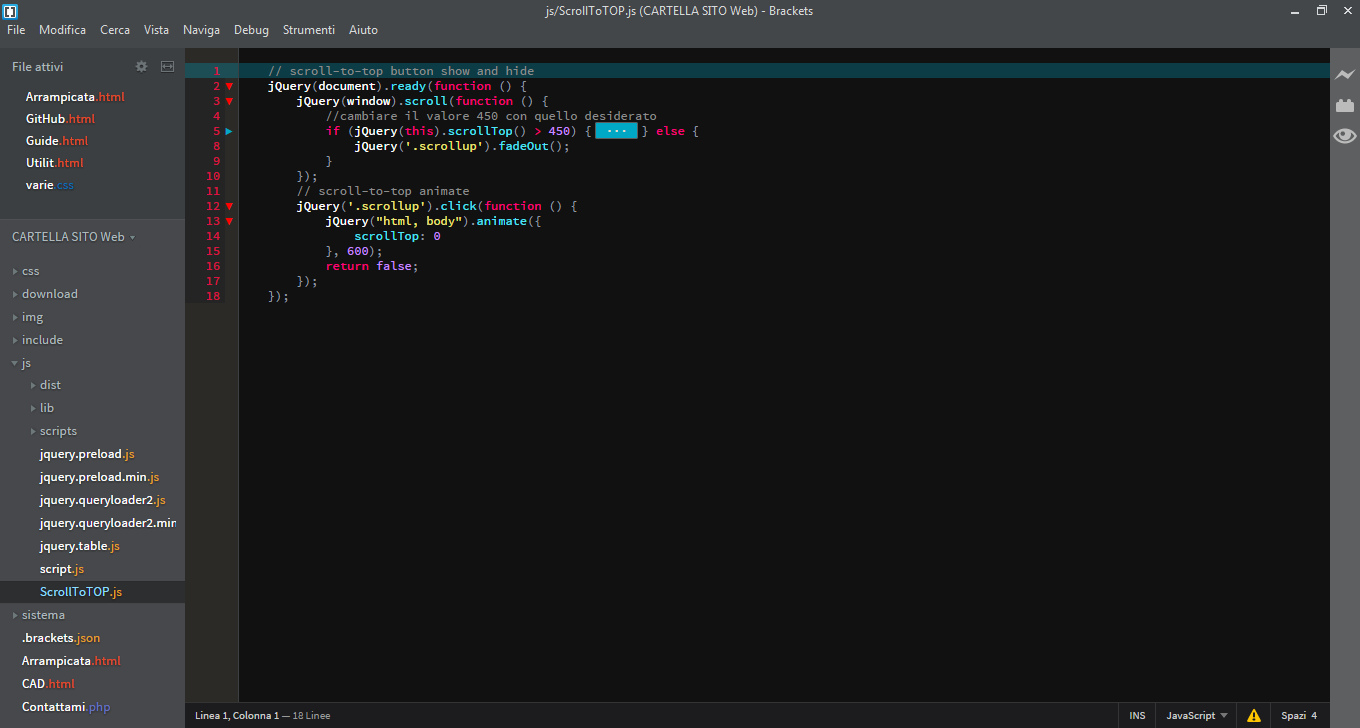 js/ScrollToTOP.js (CARTELLA SITO Web) - Brackets
File Modifica Cerca Vista Naviga Debug Strumenti Aiuto
File attivi
Arrampicata.html
GitHub.html
Guide.html
Utilit.html
varie.css
CARTELLA SITO Web
css
download
img
include
js
dist
lib
scripts
jquery.preload.js
jquery.preload.min.js
jquery.queryloader2.js
jquery.queryloader2.min
jquery.table.js
script.js
ScrollToTOP.js
sistema
.brackets.json
Arrampicata.html
CAD.html
Contattami.php
1 // scroll-to-top button show and hide
2 jQuery(document).ready(function () {
3 jQuery(window).scroll(function () {
4 //cambiare il valore 450 con quello desiderato
5 if (jQuery(this).scrollTop() > 450) { ... } else {
8 jQuery('.scrollup').fadeOut();
9 }
10 });
11 // scroll-to-top animate
12 jQuery('.scrollup').click(function () {
13 jQuery("html, body").animate({
14 scrollTop: 0
15 }, 600);
16 return false;
17 });
18 });
Linea 1, Colonna 1 — 18 Linee
INS JavaScript Spazi 4